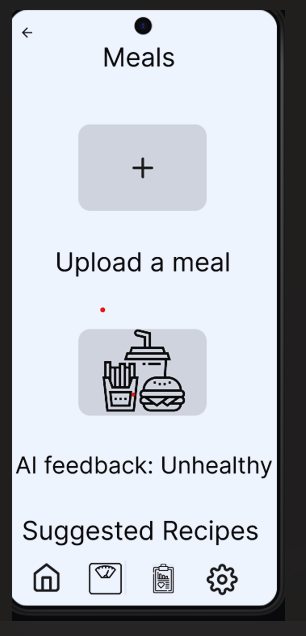 Meals
Upload a meal
AI feedback: Unhealthy
Suggested Recipes